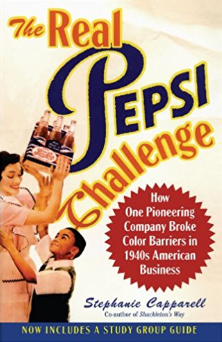 The Real
PEPSI
Challenge
How
One Pioneering
Company Broke
Color Barriers in
1940s American
Business
Stephanie Capparell
Co-author of Shackleton's Way
NOW INCLUDES A STUDY GROUP GUIDE